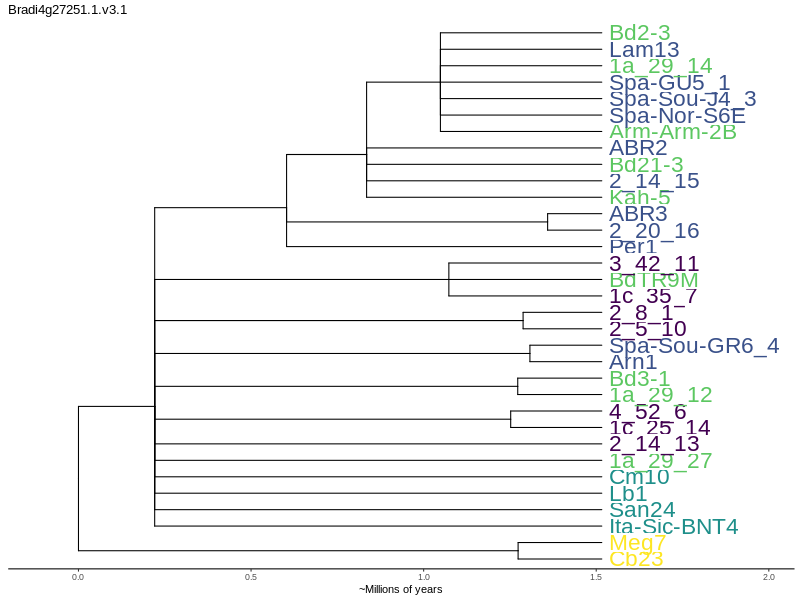 Bradi4g27251.1.v3.1
Bd2-3
Lam13
1a_29_14
Spa-GU5_1
Spa-Sou-J4_3
Spa-Nor-S6E
Arm-Arm-2B
ABR2
Bd21-3
2_14_15
Kah-5
ABR3
2_20_16
Per1
3_42_11
BdTR9M
1c_35_7
2_8_1
2_5_10
Spa-Sou-GR6_4
Arn1
Bd3-1
1a_29_12
4_52_6
1c_25_14
2_14_13
1a_29_27
Cm10
Lb1
San24
Ita-Sic-BNT4
Meg7
Cb23
0.0 0.5 1.0 1.5 2.0
~Millions of years